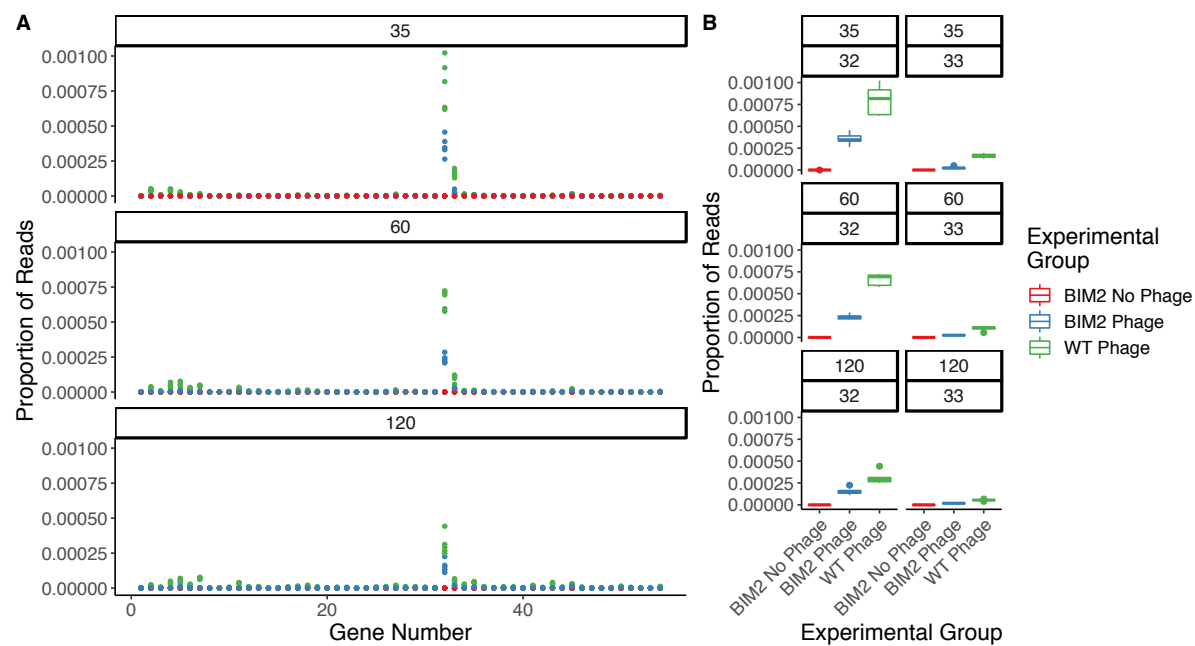 A
35
0.00100
0.00075
0.00050
0.00025
0.00000
60
0.00100
0.00075
0.00050
0.00025
0.00000
120
0.00100
0.00075
0.00050
0.00025
0.00000
0 20 40
Proportion of Reads
Gene Number
B
35 35
32 33
0.00100
0.00075
0.00050
0.00025
0.00000
60 60
32 33
0.00100
0.00075
0.00050
0.00025
0.00000
120 120
32 33
0.00100
0.00075
0.00050
0.00025
0.00000
Proportion of Reads
BIM2 No Phage
BIM2 Phage
WT Phage
BIM2 No Phage
BIM2 Phage
WT Phage
Experimental Group
Experimental
Group
BIM2 No Phage
BIM2 Phage
WT Phage